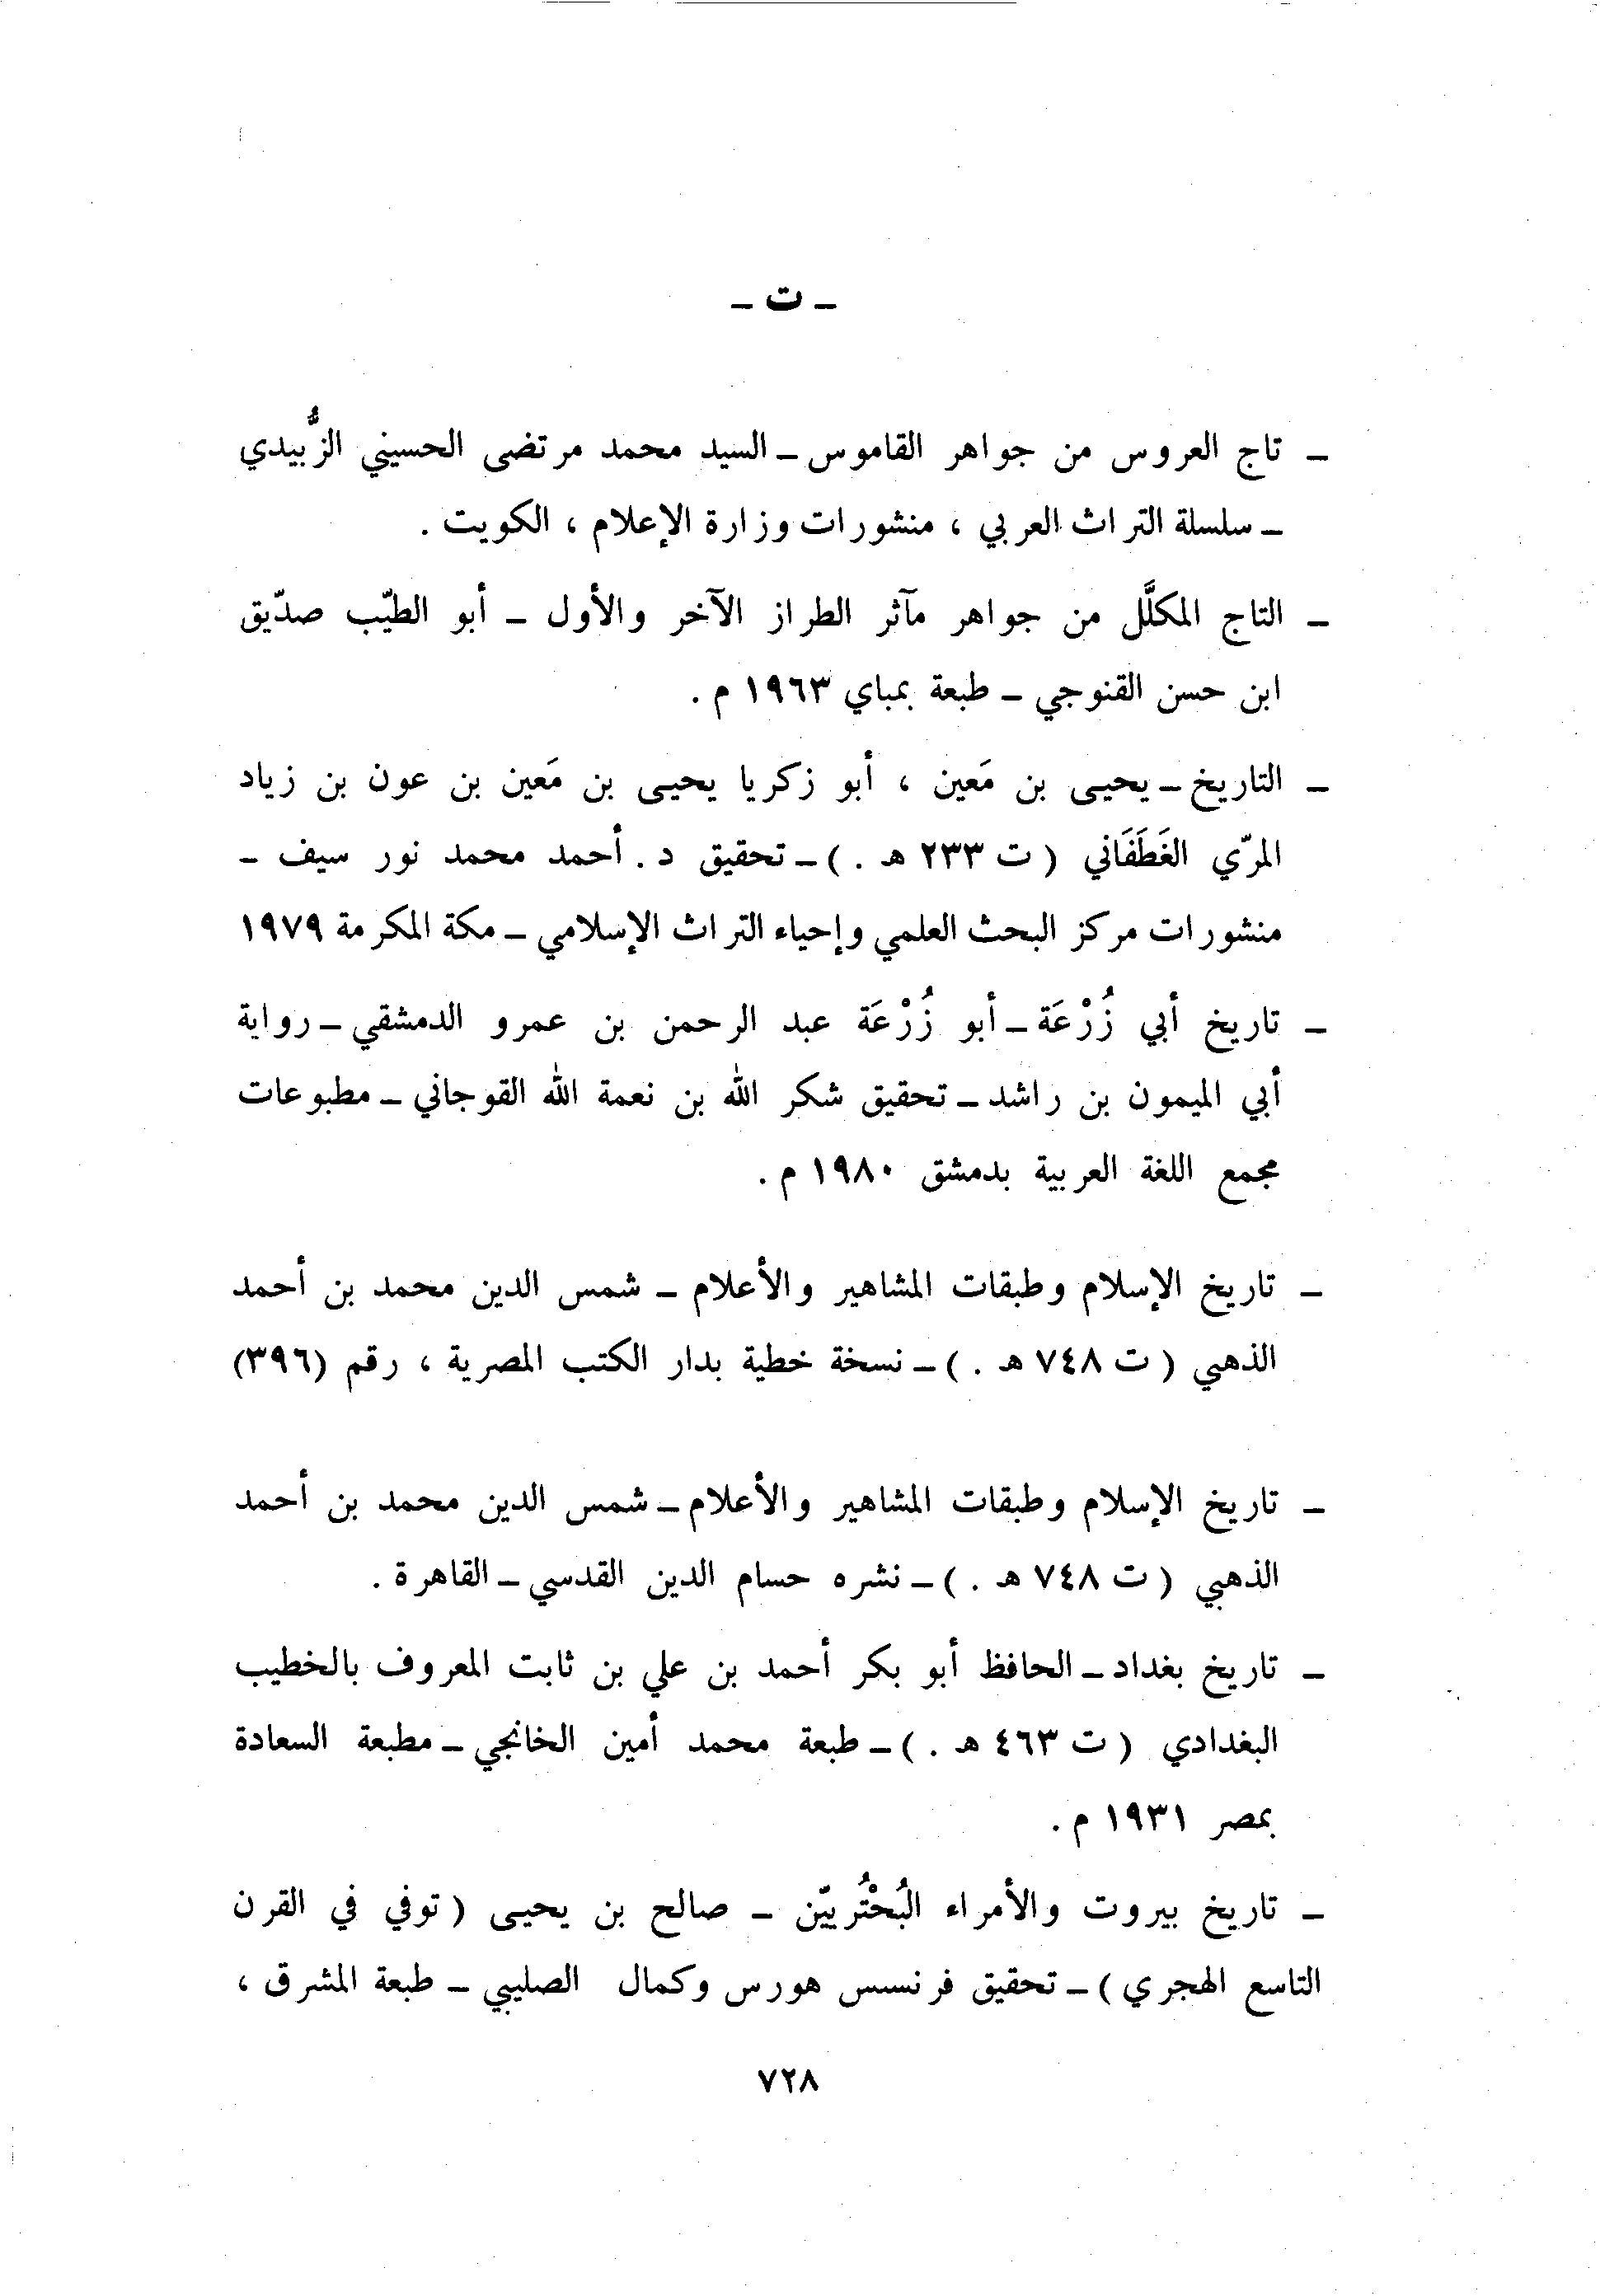 ـ ت ـ
ـ تاج العروس من جواهر القاموس ـ السيد محمد مرتضى الحسيني الزُّبيدي
ـ سلسلة التراث العربي ، منشورات وزارة الإعلام ، الكويت .
ـ التاج المكلَّل من جواهر مآثر الطراز الآخر والأول ـ أبو الطيّب صدّيق
ابن حسن القنوجي ـ طبعة بمباي ١٩٦٣ م .
ـ التاريخ ـ يحيى بن مَعين ، أبو زكريا يحيى بن مَعين بن عون بن زياد
المرّي الغَطَفَاني ( ت ٢٣٣ هـ . ) ـ تحقيق د . أحمد محمد نور سيف ـ
منشورات مركز البحث العلمي وإحياء التراث الإسلامي ـ مكة المكرمة ١٩٧٩
ـ تاريخ أبي زُرْعَة ـ أبو زُرْعَة عبد الرحمن بن عمرو الدمشقي ـ رواية
أبي الميمون بن راشد ـ تحقيق شكر الله بن نعمة الله القوجاني ـ مطبوعات
مجمع اللغة العربية بدمشق ١٩٨٠ م .
ـ تاريخ الإسلام وطبقات المشاهير والأعلام ـ شمس الدين محمد بن أحمد
الذهبي ( ت ٧٤٨ هـ . ) ـ نسخة خطية بدار الكتب المصرية ، رقم (٣٩٦)
ـ تاريخ الإسلام وطبقات المشاهير والأعلام ـ شمس الدين محمد بن أحمد
الذهبي ( ت ٧٤٨ هـ . ) ـ نشره حسام الدين القدسي ـ القاهرة .
ـ تاريخ بغداد ـ الحافظ أبو بكر أحمد بن علي بن ثابت المعروف بالخطيب
البغدادي ( ت ٤٦٣ هـ . ) ـ طبعة محمد أمين الخانجي ـ مطبعة السعادة
بمصر ١٩٣١ م .
ـ تاريخ بيروت والأمراء البُحْتُريّين ـ صالح بن يحيى ( توفي في القرن
التاسع الهجري ) ـ تحقيق فرنسس هورس وكمال الصليبي ـ طبعة المشرق ،
٧٢٨